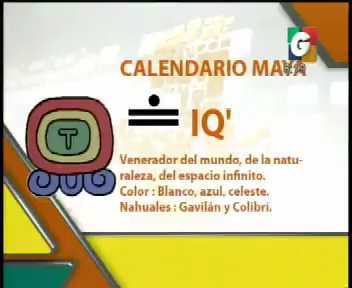 CALENDARIO MAYA
G
IQ'
T
Venerador del mundo, de la natu-
raleza, del espacio infinito.
Color : Blanco, azul, celeste.
Nahuales : Gavilán y Colibrí.